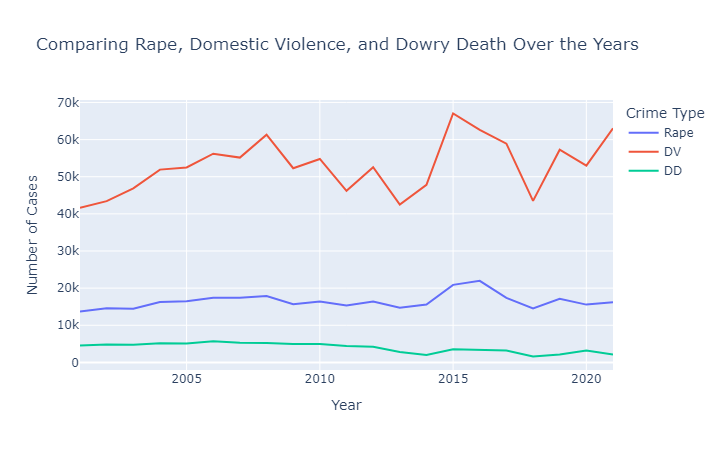 Comparing Rape, Domestic Violence, and Dowry Death Over the Years
Crime Type
Rape
DV
DD
Number of Cases
70k
60k
50k
40k
30k
20k
10k
0
2005 2010 2015 2020
Year